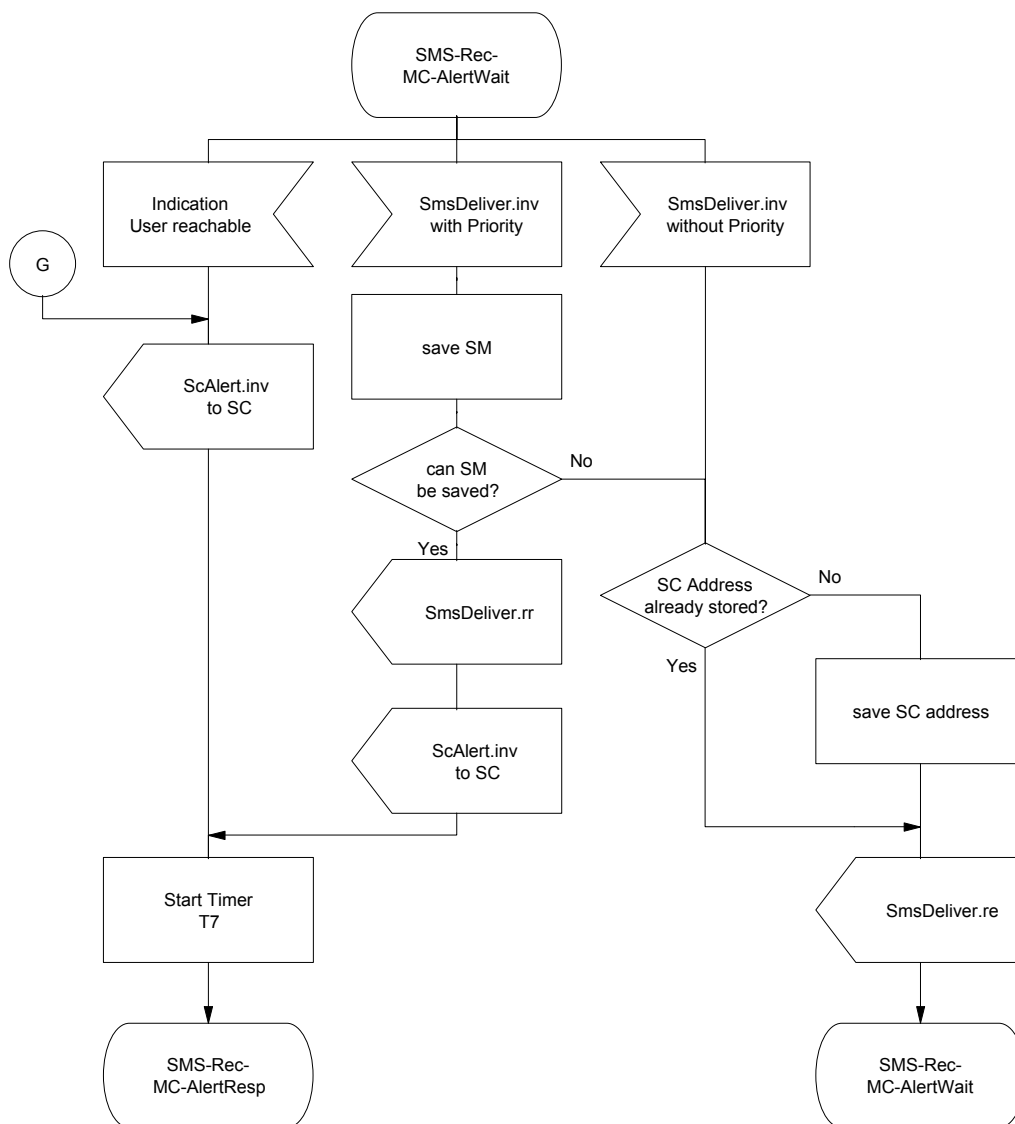 SMS-Rec-
MC-AlertWait
Indication
User reachable
SmsDeliver.inv
with Priority
SmsDeliver.inv
without Priority
G
save SM
ScAlert.inv
to SC
can SM
be saved?
No
Yes
SC Address
already stored?
No
Yes
SmsDeliver.rr
save SC address
ScAlert.inv
to SC
Start Timer
T7
SmsDeliver.re
SMS-Rec-
MC-AlertResp
SMS-Rec-
MC-AlertWait